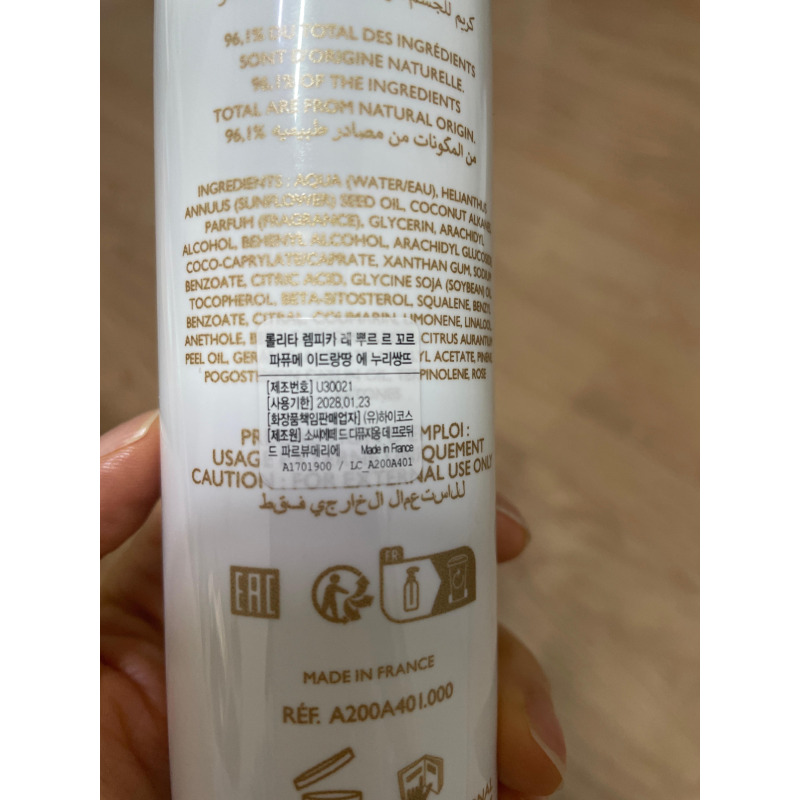 كريم للجسم
96,1% DU TOTAL DES INGRÉDIENTS
SONT D'ORIGINE NATURELLE.
96,1% OF THE INGREDIENTS
TOTAL ARE FROM NATURAL ORIGIN.
96,1% من المكونات من مصادر طبيعية
INGREDIENTS : AQUA (WATER/EAU), HELIANTHUS
ANNUUS (SUNFLOWER) SEED OIL, COCONUT ALKANES,
PARFUM (FRAGRANCE), GLYCERIN, ARACHIDYL
ALCOHOL, BEHENYL ALCOHOL, ARACHIDYL GLUCOSIDE,
COCO-CAPRYLATE/CAPRATE, XANTHAN GUM, SODIUM
BENZOATE, CITRIC ACID, GLYCINE SOJA (SOYBEAN) OIL,
TOCOPHEROL, BETA-SITOSTEROL, SQUALENE, BENZYL
BENZOATE, CITRAL, COUMARIN, LIMONENE, LINALOOL,
ANETHOLE, CITRUS AURANTIUM
PEEL OIL, ACETATE, PINENE,
ROSE
롤리타 렘피카 레 뿌르 르 꼬르
파퓨메 이드랑땅 에 누리쌍뜨
[제조번호] U30021
[사용기한] 2028.01.23
[화장품책임판매업자] (유)하이코스
[제조원] 소씨에떼 드 디퓨지옹 데 프로뒤
드 파르뷰메리에 Made in France
A1701900 / LC A200A401
EMPLOI :
USAGE
CAUTION : FOR EXTERNAL USE ONLY
للاستعمال الخارجي فقط
EAC
FR
MADE IN FRANCE
RÉF. A200A401.000